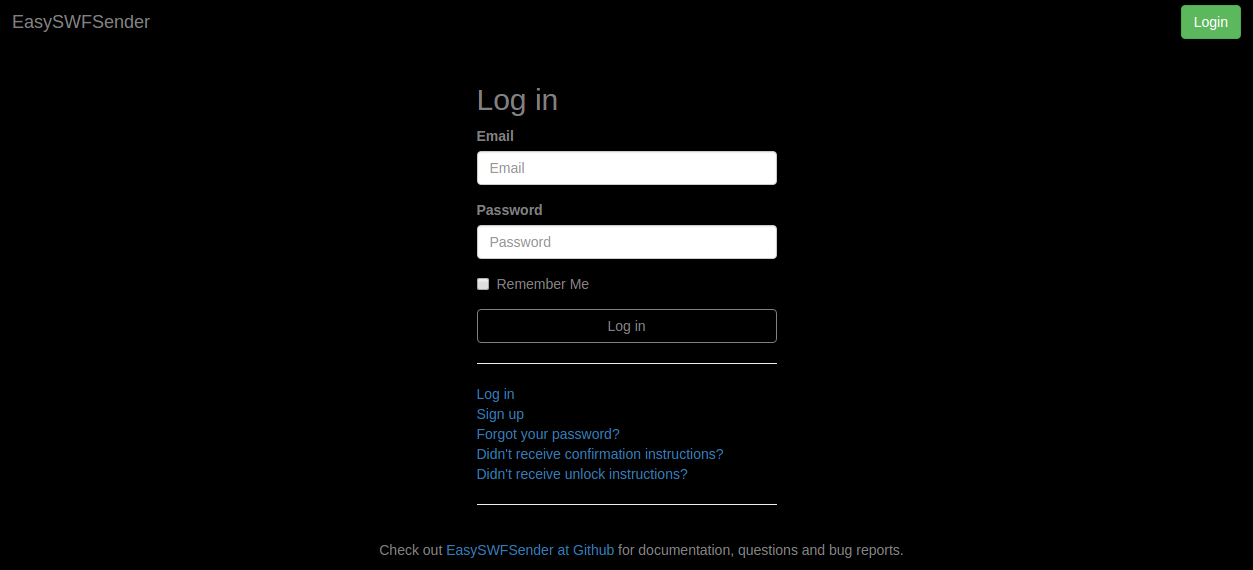 EasySWFSender
Login
Log in
Email
Email
Password
Password
Remember Me
Log in
Log in
Sign up
Forgot your password?
Didn't receive confirmation instructions?
Didn't receive unlock instructions?
Check out EasySWFSender at Github for documentation, questions and bug reports.